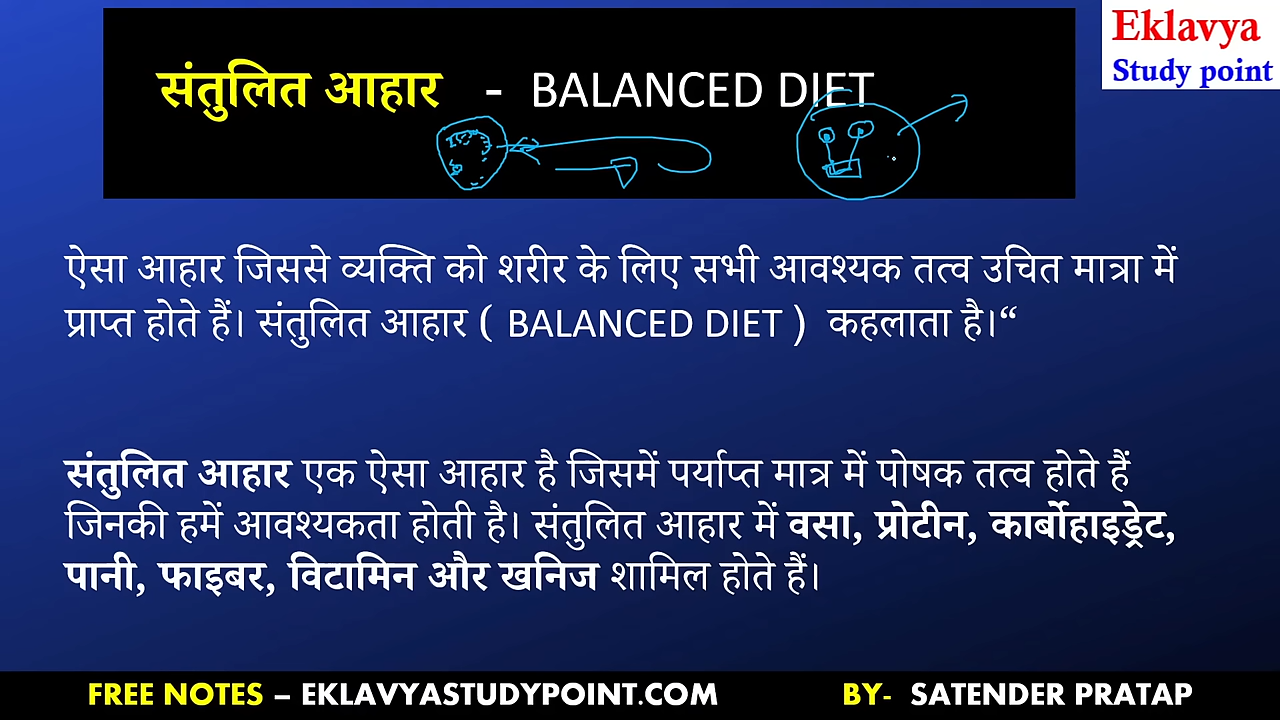 Eklavya
Study point
संतुलित आहार - BALANCED DIET
ऐसा आहार जिससे व्यक्ति को शरीर के लिए सभी आवश्यक तत्व उचित मात्रा में
प्राप्त होते हैं। संतुलित आहार ( BALANCED DIET ) कहलाता है।“
संतुलित आहार एक ऐसा आहार है जिसमें पर्याप्त मात्र में पोषक तत्व होते हैं
जिनकी हमें आवश्यकता होती है। संतुलित आहार में वसा, प्रोटीन, कार्बोहाइड्रेट,
पानी, फाइबर, विटामिन और खनिज शामिल होते हैं।
FREE NOTES – EKLAVYASTUDYPOINT.COM BY- SATENDER PRATAP